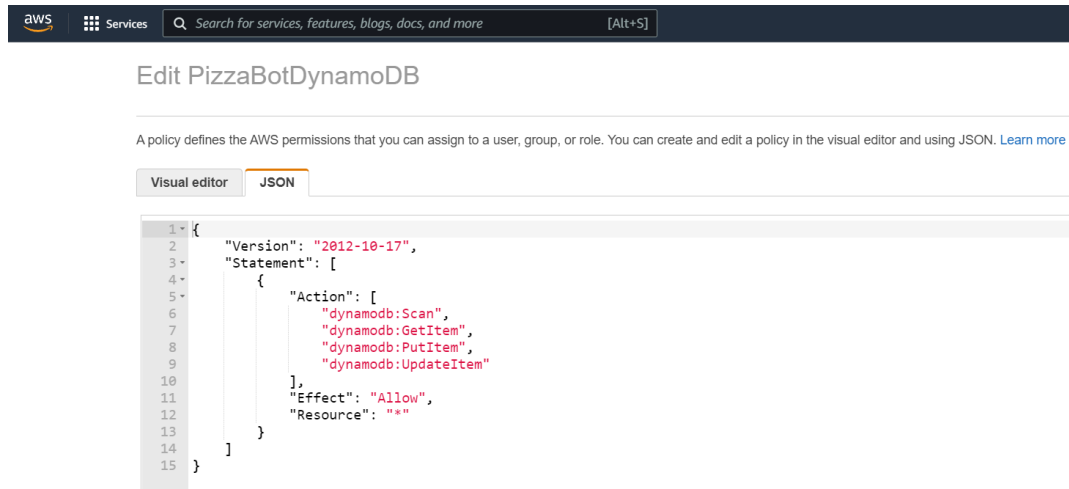 aws Services Search for services, features, blogs, docs, and more [Alt+S]
Edit PizzaBotDynamoDB
A policy defines the AWS permissions that you can assign to a user, group, or role. You can create and edit a policy in the visual editor and using JSON. Learn more
Visual editor JSON
1 {
2     "Version": "2012-10-17",
3     "Statement": [
4         {
5             "Action": [
6                 "dynamodb:Scan",
7                 "dynamodb:GetItem",
8                 "dynamodb:PutItem",
9                 "dynamodb:UpdateItem"
10             ],
11             "Effect": "Allow",
12             "Resource": "*"
13         }
14     ]
15 }